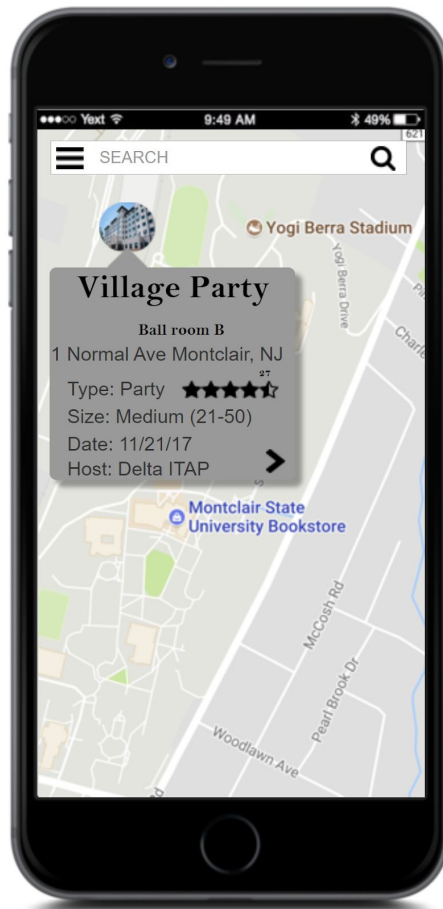 ●●●○○ Yext 9:49 AM 49%
621
SEARCH
Yogi Berra Stadium
Yogi Berra Drive
Village Party
Ball room B
1 Normal Ave Montclair, NJ
27
Type: Party
Size: Medium (21-50)
Date: 11/21/17
Host: Delta ITAP
Montclair State
University Bookstore
McCosh Rd
Pearl Brook Dr
Woodlawn Ave